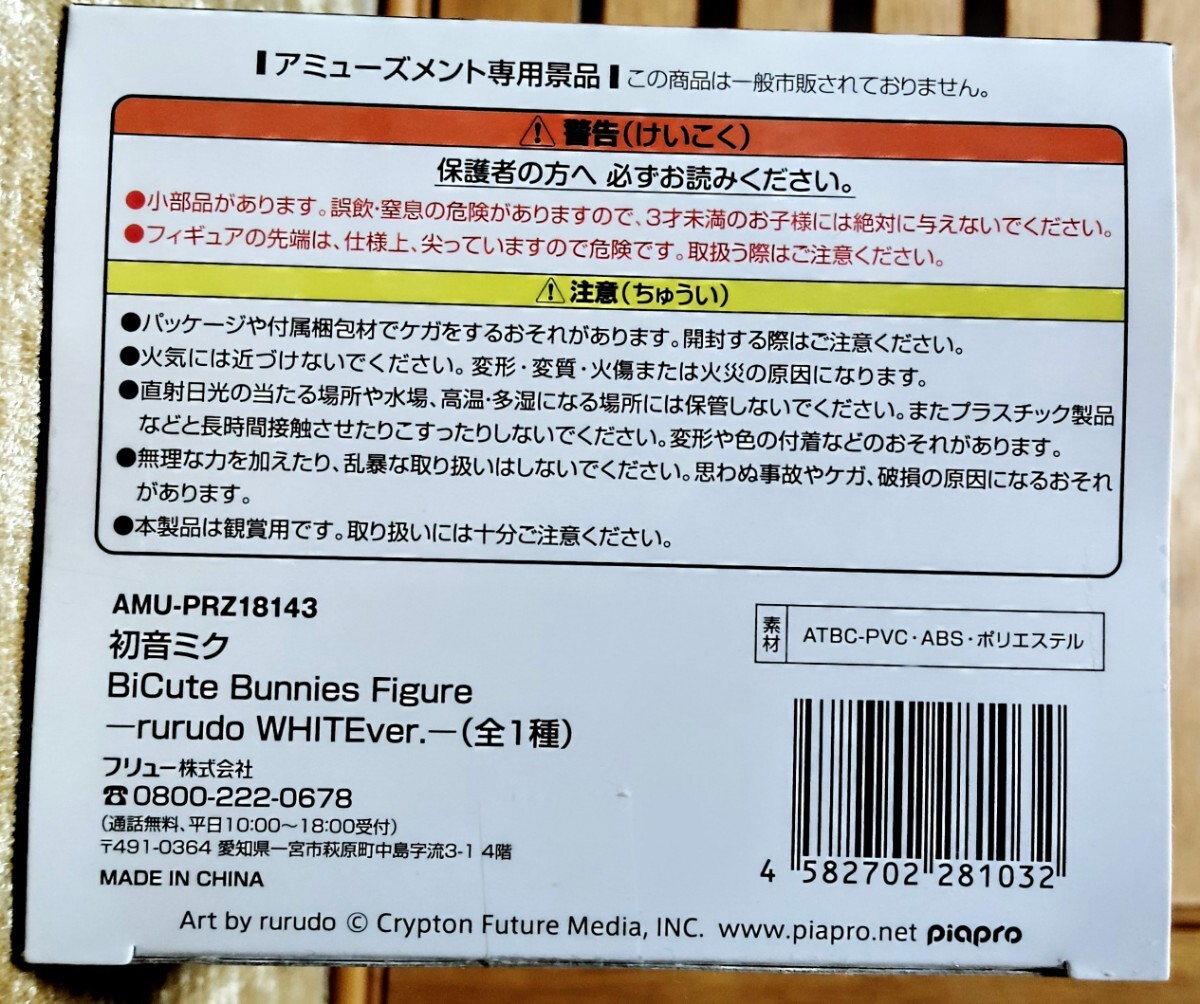 ▌アミューズメント専用景品▐ この商品は一般市販されておりません。
⚠ 警告(けいこく)
保護者の方へ 必ずお読みください。
●小部品があります。誤飲・窒息の危険がありますので、3才未満のお子様には絶対に与えないでください。
●フィギュアの先端は、仕様上、尖っていますので危険です。取扱う際はご注意ください。
⚠ 注意(ちゅうい)
●パッケージや付属梱包材でケガをするおそれがあります。開封する際はご注意ください。
●火気には近づけないでください。変形・変質・火傷または火災の原因になります。
●直射日光の当たる場所や水場、高温・多湿になる場所には保管しないでください。またプラスチック製品
などと長時間接触させたりこすったりしないでください。変形や色の付着などのおそれがあります。
●無理な力を加えたり、乱暴な取り扱いはしないでください。思わぬ事故やケガ、破損の原因になるおそれ
があります。
●本製品は観賞用です。取り扱いには十分ご注意ください。
AMU-PRZ18143
初音ミク
BiCute Bunnies Figure
—rurudo WHITEver.—(全1種)
フリュー株式会社
☎0800-222-0678
(通話無料、平日10:00〜18:00受付)
〒491-0364 愛知県一宮市萩原町中島字流3-1 4階
MADE IN CHINA
素材 ATBC-PVC・ABS・ポリエステル
4 582702 281032
Art by rurudo © Crypton Future Media, INC. www.piapro.net piapro